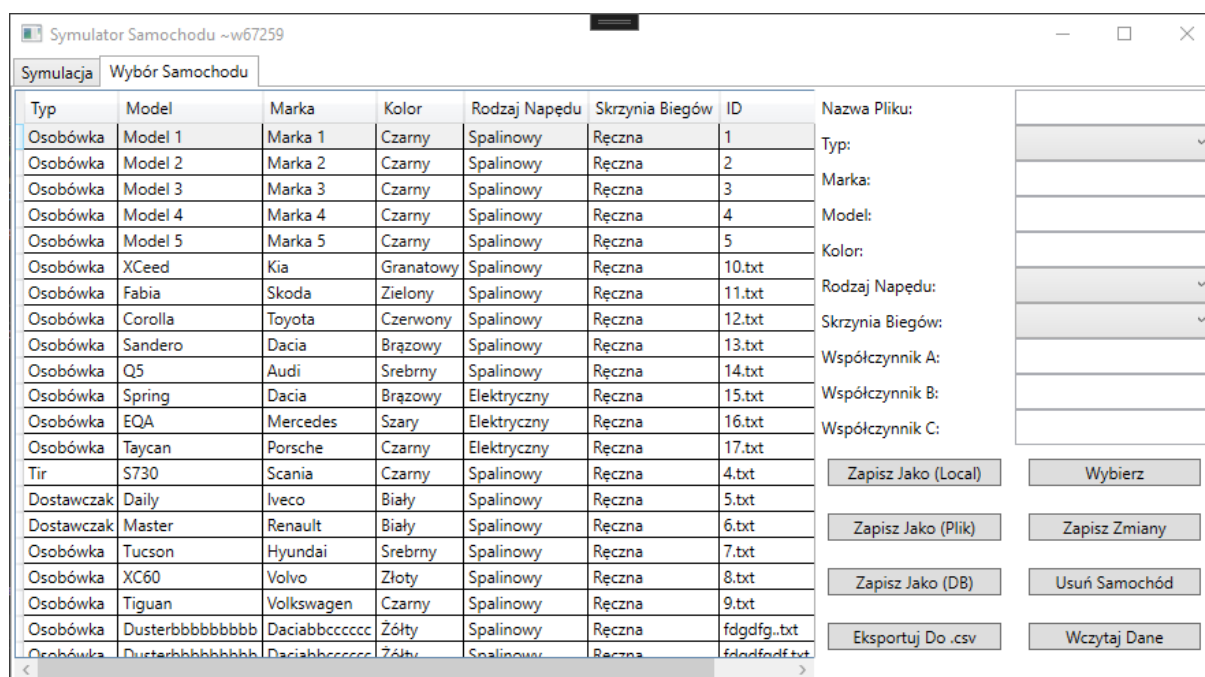 Symulator Samochodu ~w67259
Symulacja Wybór Samochodu
Typ Model Marka Kolor Rodzaj Napędu Skrzynia Biegów ID
Osobówka Model 1 Marka 1 Czarny Spalinowy Ręczna 1
Osobówka Model 2 Marka 2 Czarny Spalinowy Ręczna 2
Osobówka Model 3 Marka 3 Czarny Spalinowy Ręczna 3
Osobówka Model 4 Marka 4 Czarny Spalinowy Ręczna 4
Osobówka Model 5 Marka 5 Czarny Spalinowy Ręczna 5
Osobówka XCeed Kia Granatowy Spalinowy Ręczna 10.txt
Osobówka Fabia Skoda Zielony Spalinowy Ręczna 11.txt
Osobówka Corolla Toyota Czerwony Spalinowy Ręczna 12.txt
Osobówka Sandero Dacia Brązowy Spalinowy Ręczna 13.txt
Osobówka Q5 Audi Srebrny Spalinowy Ręczna 14.txt
Osobówka Spring Dacia Brązowy Elektryczny Ręczna 15.txt
Osobówka EQA Mercedes Szary Elektryczny Ręczna 16.txt
Osobówka Taycan Porsche Czarny Elektryczny Ręczna 17.txt
Tir S730 Scania Czarny Spalinowy Ręczna 4.txt
Dostawczak Daily Iveco Biały Spalinowy Ręczna 5.txt
Dostawczak Master Renault Biały Spalinowy Ręczna 6.txt
Osobówka Tucson Hyundai Srebrny Spalinowy Ręczna 7.txt
Osobówka XC60 Volvo Złoty Spalinowy Ręczna 8.txt
Osobówka Tiguan Volkswagen Czarny Spalinowy Ręczna 9.txt
Osobówka Dusterbbbbbbbbb Daciabbcccccc Żółty Spalinowy Ręczna fdgdfg..txt
Osobówka Dusterbbbbbbbbb Daciabbcccccc Żółty Spalinowy Ręczna fdgdfgdf.txt
Nazwa Pliku:
Typ:
Marka:
Model:
Kolor:
Rodzaj Napędu:
Skrzynia Biegów:
Współczynnik A:
Współczynnik B:
Współczynnik C:
Zapisz Jako (Local) Wybierz
Zapisz Jako (Plik) Zapisz Zmiany
Zapisz Jako (DB) Usuń Samochód
Eksportuj Do .csv Wczytaj Dane